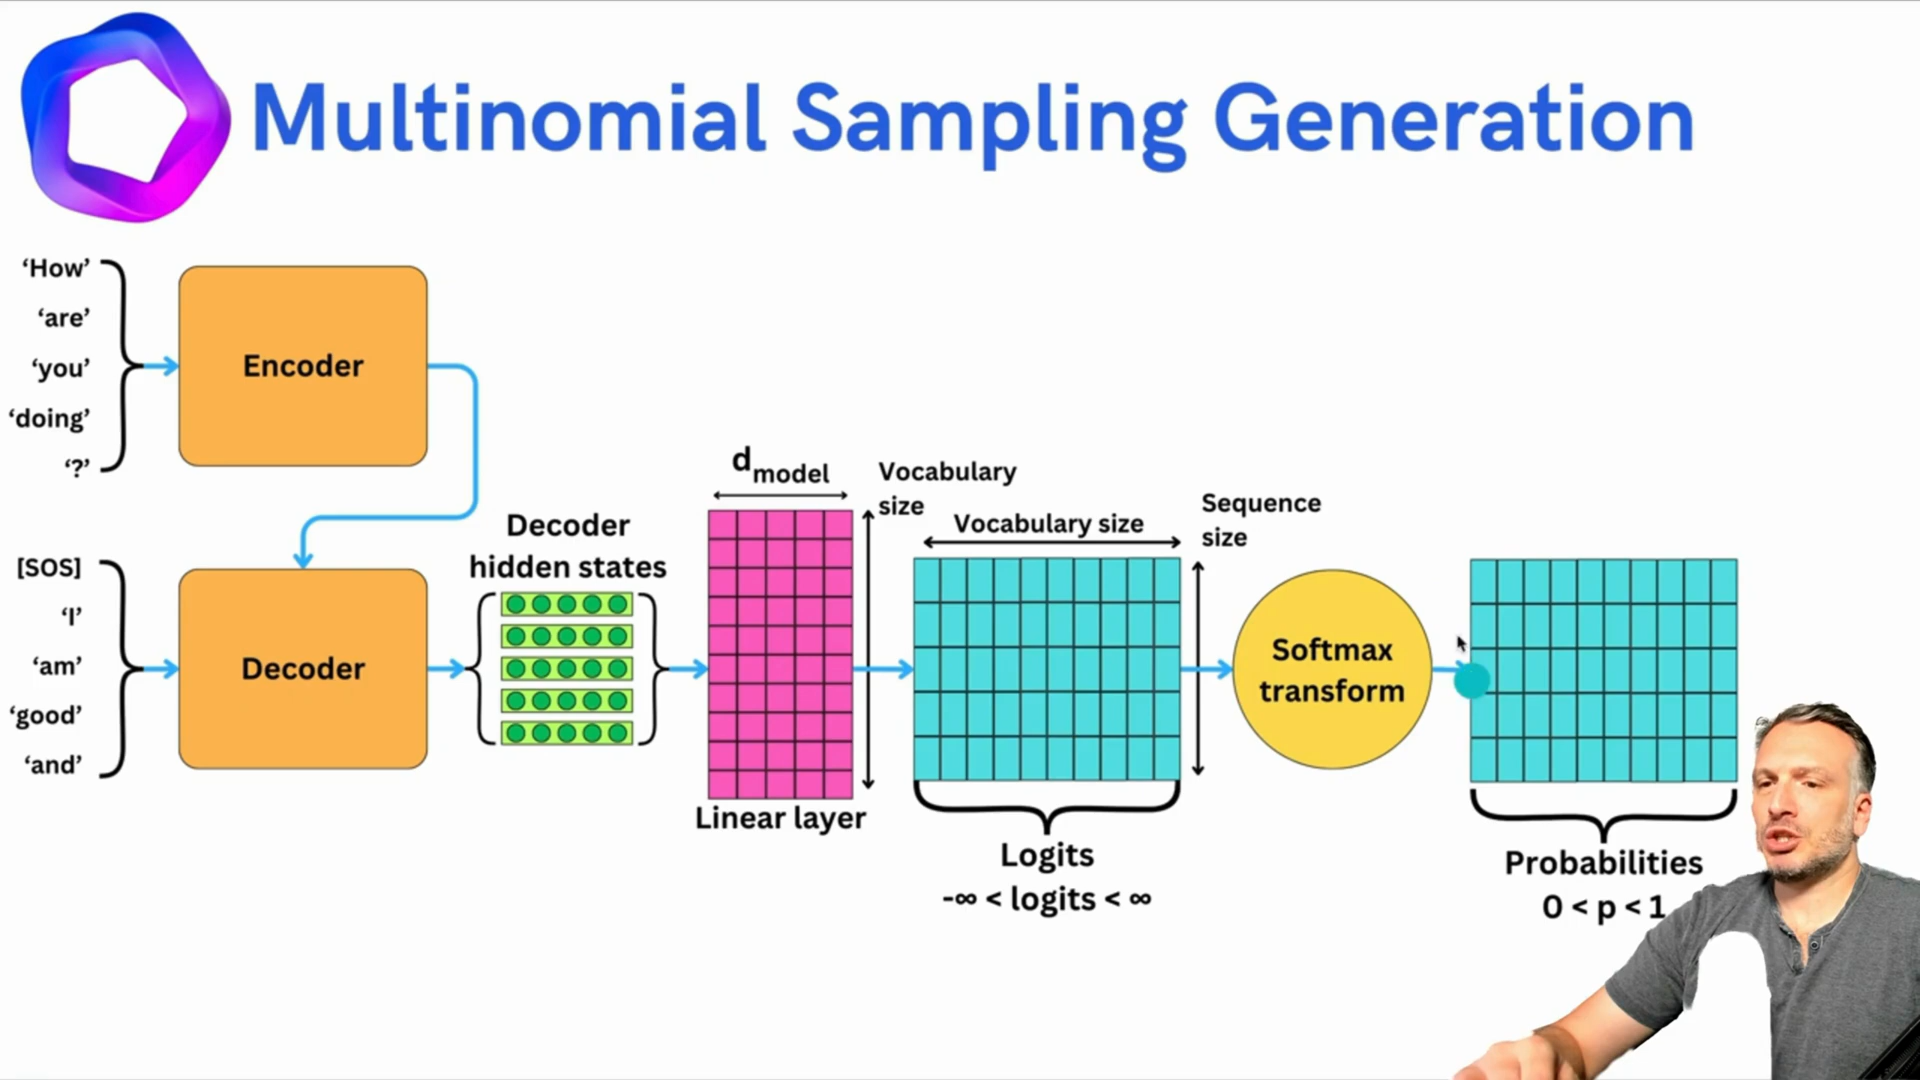 Multinomial Sampling Generation
‘How’
‘are’
‘you’
‘doing’
‘?’
Encoder
[SOS]
‘I’
‘am’
‘good’
‘and’
Decoder
Decoder
hidden states
d model
Vocabulary
size
Linear layer
Vocabulary size
Sequence
size
Logits
-∞ < logits < ∞
Softmax
transform
Probabilities
0 < p < 1